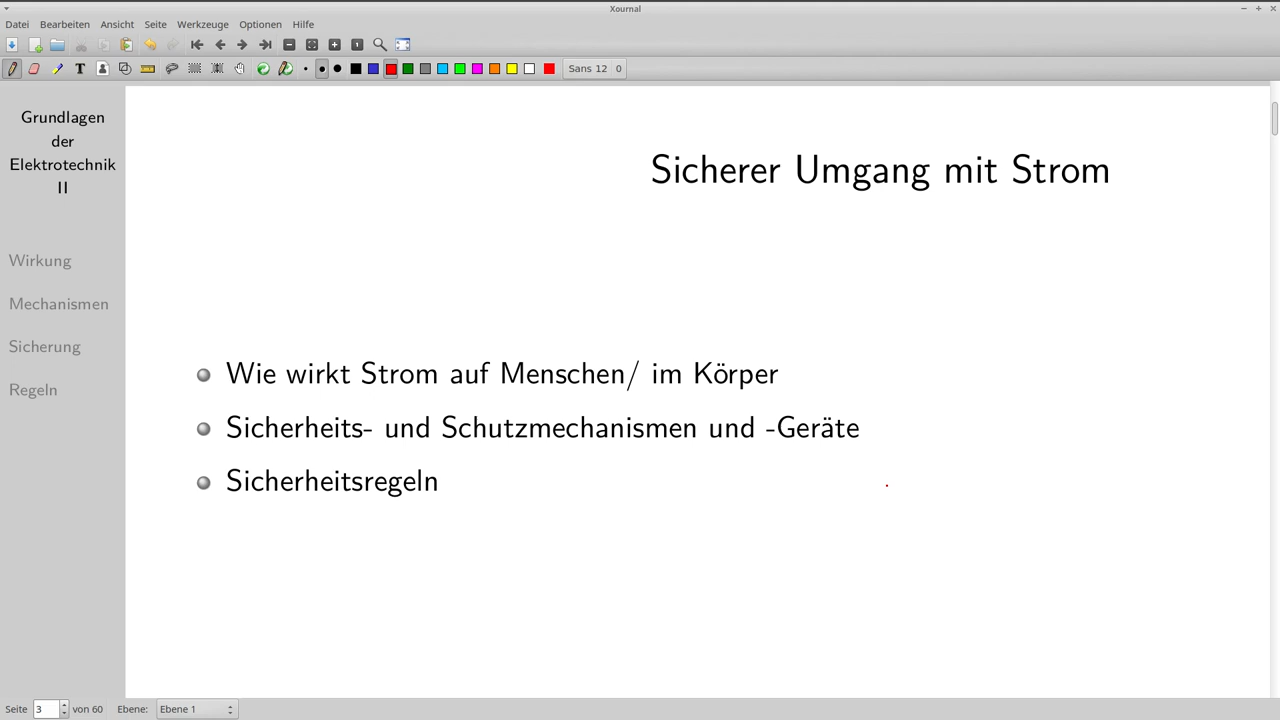 Xournal
Datei Bearbeiten Ansicht Seite Werkzeuge Optionen Hilfe
Sans 12 0
Grundlagen
der
Elektrotechnik
II
Wirkung
Mechanismen
Sicherung
Regeln
Sicherer Umgang mit Strom
Wie wirkt Strom auf Menschen/ im Körper
Sicherheits- und Schutzmechanismen und -Geräte
Sicherheitsregeln
Seite 3 von 60 Ebene: Ebene 1